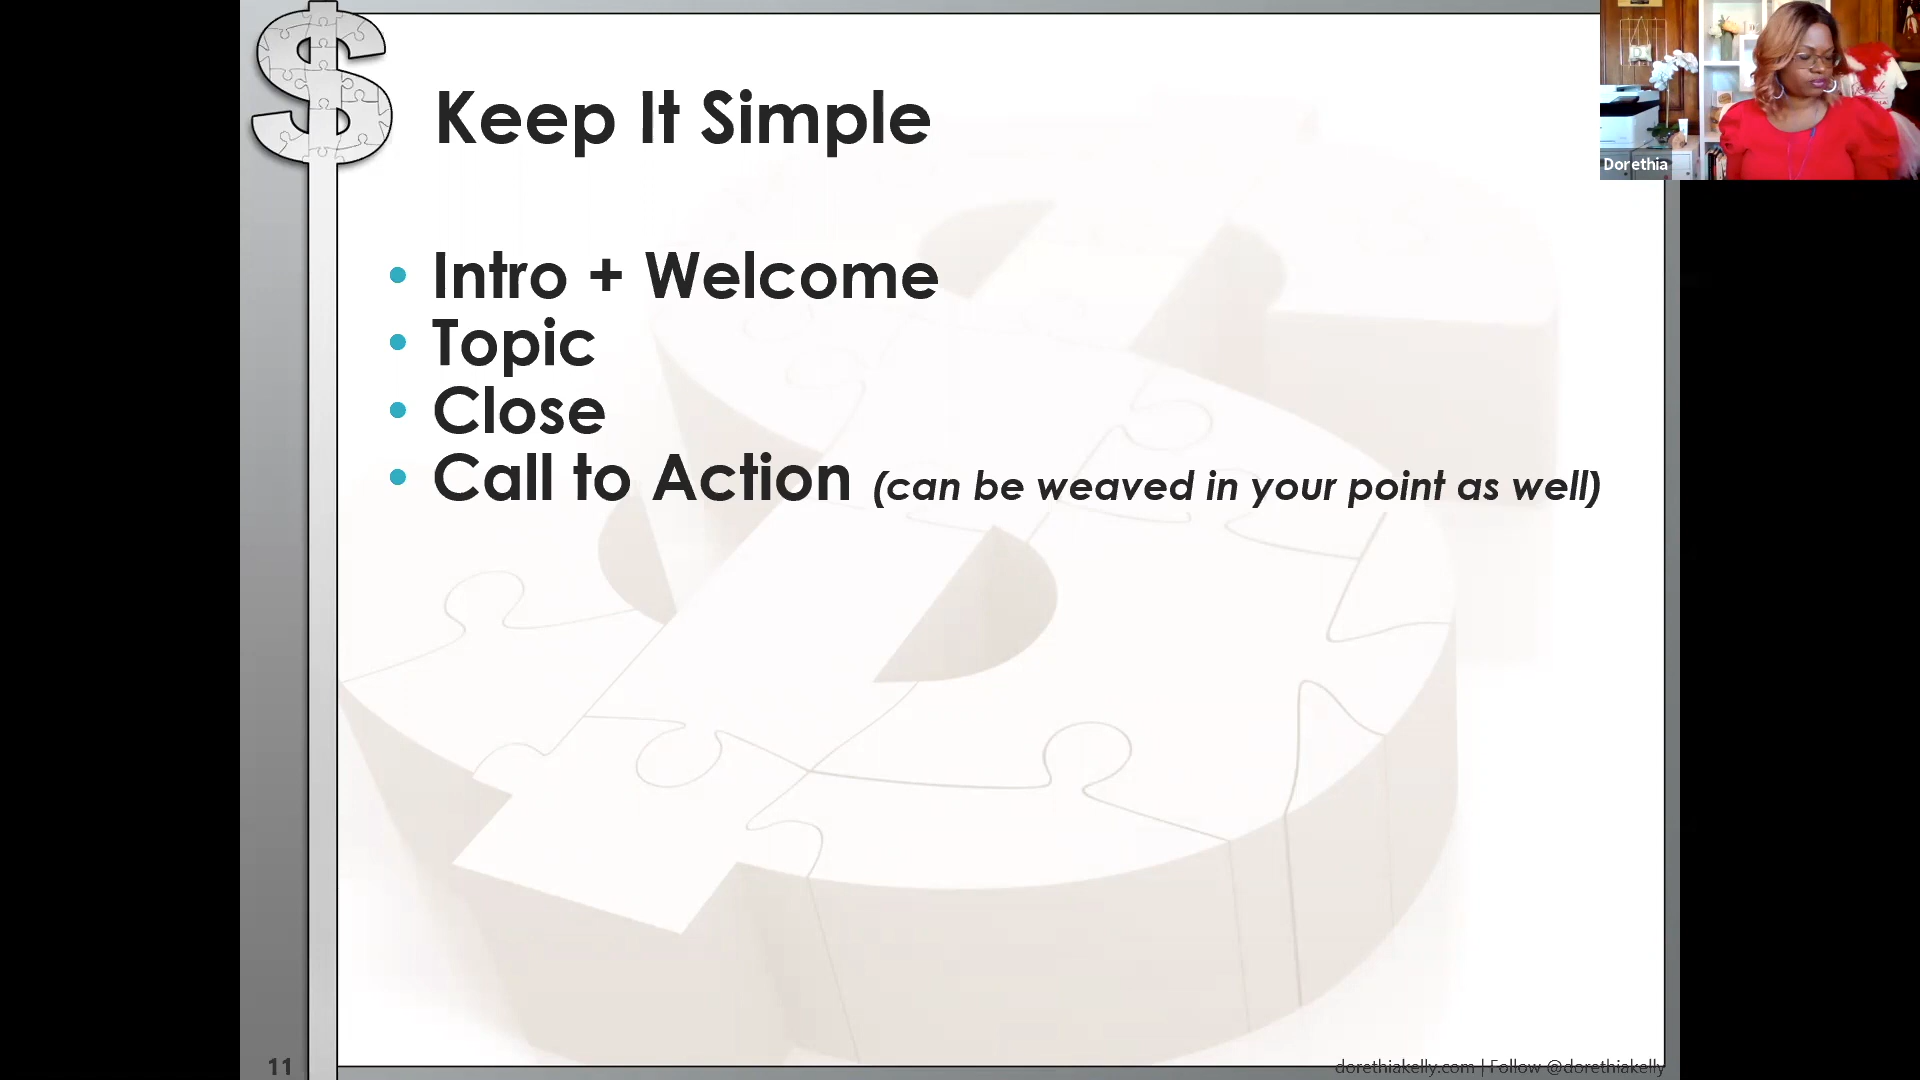 Keep It Simple
Dorethia
• Intro + Welcome
• Topic
• Close
• Call to Action (can be weaved in your point as well)
11
dorethiakelly.com | Follow @dorethiakelly